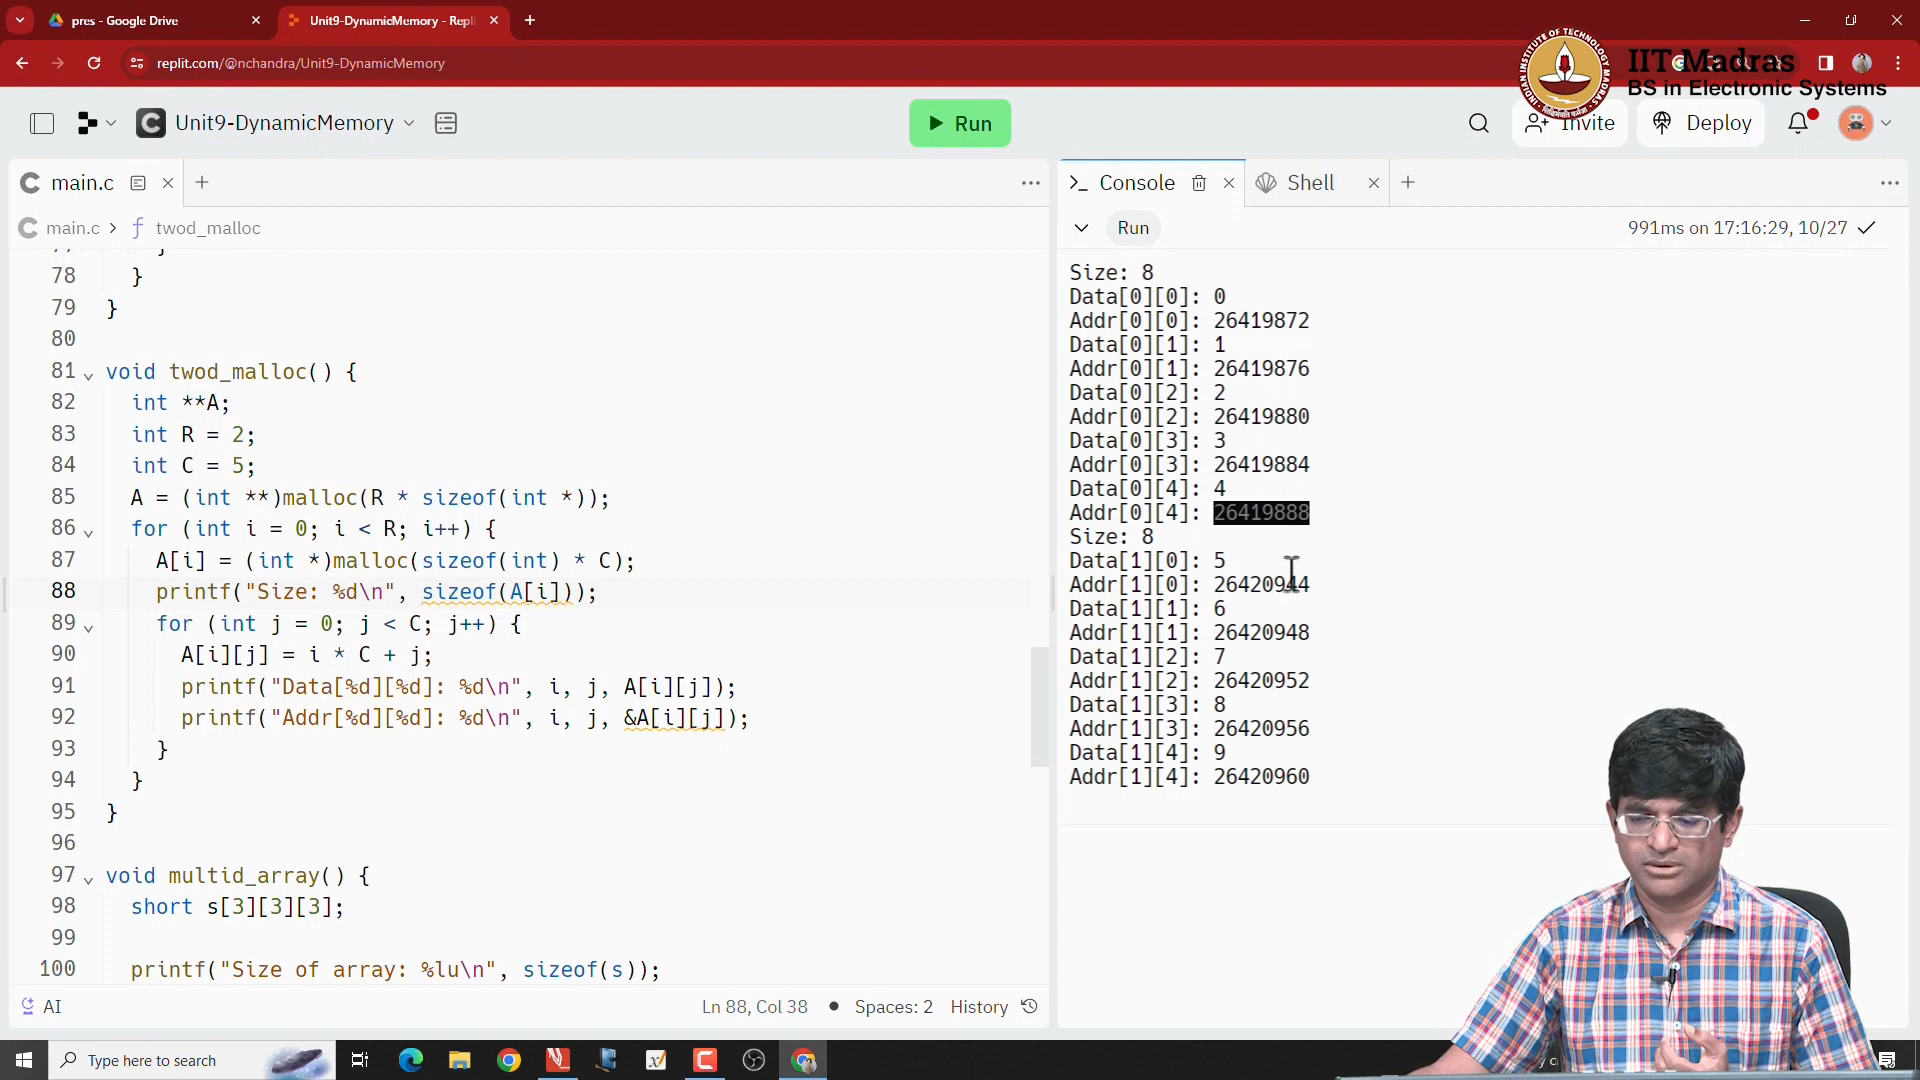 pres - Google Drive
Unit9-DynamicMemory - Repl
replit.com/@nchandra/Unit9-DynamicMemory
IIT Madras
BS in Electronic Systems
Unit9-DynamicMemory
Run
Invite
Deploy
main.c
main.c > twod_malloc
77 }
78 }
79 }
80
81 void twod_malloc() {
82 int **A;
83 int R = 2;
84 int C = 5;
85 A = (int **)malloc(R * sizeof(int *));
86 for (int i = 0; i < R; i++) {
87 A[i] = (int *)malloc(sizeof(int) * C);
88 printf("Size: %d\n", sizeof(A[i]));
89 for (int j = 0; j < C; j++) {
90 A[i][j] = i * C + j;
91 printf("Data[%d][%d]: %d\n", i, j, A[i][j]);
92 printf("Addr[%d][%d]: %d\n", i, j, &A[i][j]);
93 }
94 }
95 }
96
97 void multid_array() {
98 short s[3][3][3];
99
100 printf("Size of array: %lu\n", sizeof(s));
AI
Ln 88, Col 38
Spaces: 2
History
Console
Shell
Run
991ms on 17:16:29, 10/27
Size: 8
Data[0][0]: 0
Addr[0][0]: 26419872
Data[0][1]: 1
Addr[0][1]: 26419876
Data[0][2]: 2
Addr[0][2]: 26419880
Data[0][3]: 3
Addr[0][3]: 26419884
Data[0][4]: 4
Addr[0][4]: 26419888
Size: 8
Data[1][0]: 5
Addr[1][0]: 26420944
Data[1][1]: 6
Addr[1][1]: 26420948
Data[1][2]: 7
Addr[1][2]: 26420952
Data[1][3]: 8
Addr[1][3]: 26420956
Data[1][4]: 9
Addr[1][4]: 26420960
Type here to search